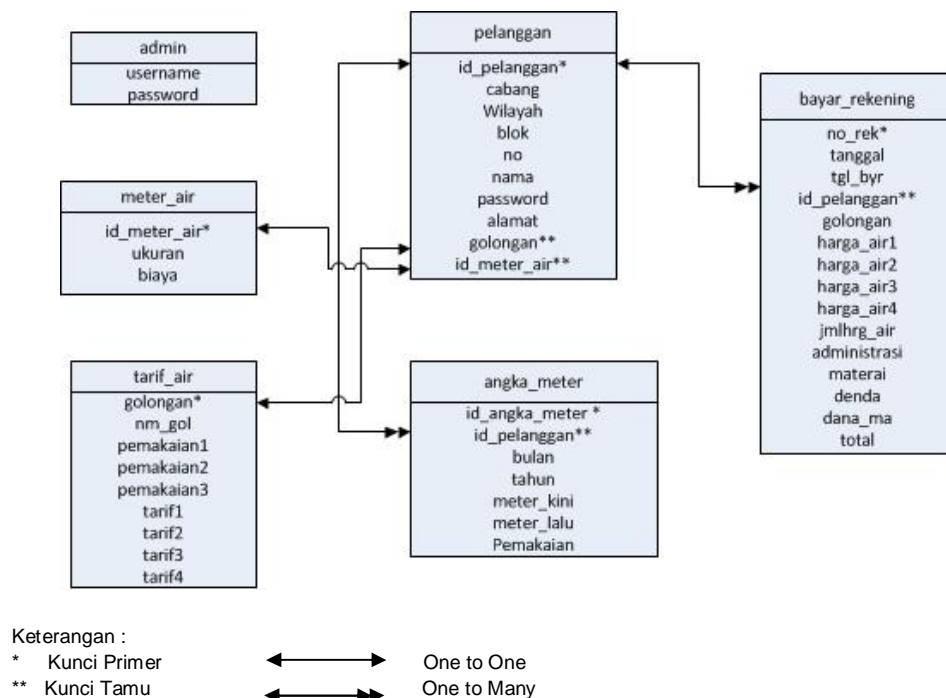 admin
username
password
meter_air
id_meter_air*
ukuran
biaya
tarif_air
golongan*
nm_gol
pemakaian1
pemakaian2
pemakaian3
tarif1
tarif2
tarif3
tarif4
pelanggan
id_pelanggan*
cabang
Wilayah
blok
no
nama
password
alamat
golongan**
id_meter_air**
angka_meter
id_angka_meter *
id_pelanggan**
bulan
tahun
meter_kini
meter_lalu
Pemakaian
bayar_rekening
no_rek*
tanggal
tgl_byr
id_pelanggan**
golongan
harga_air1
harga_air2
harga_air3
harga_air4
jmlhrg_air
administrasi
materai
denda
dana_ma
total
Keterangan :
* Kunci Primer One to One
** Kunci Tamu One to Many